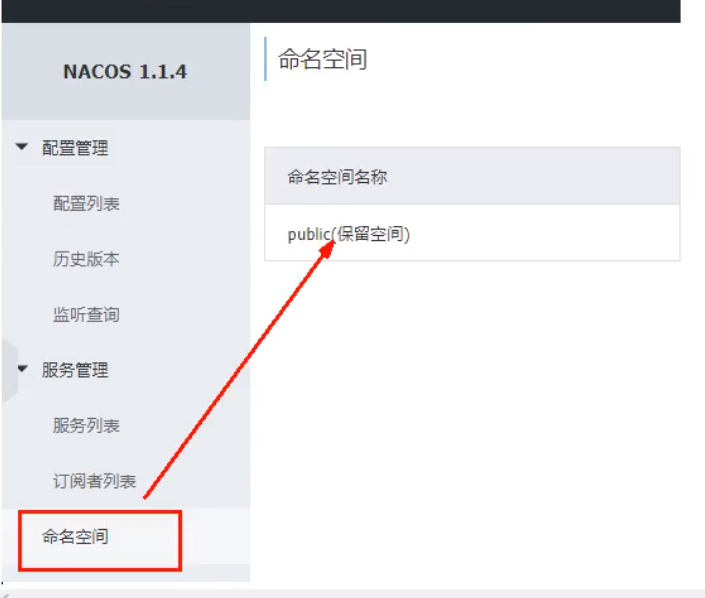 NACOS 1.1.4
配置管理
配置列表
历史版本
监听查询
服务管理
服务列表
订阅者列表
命名空间
命名空间
命名空间名称
public(保留空间)